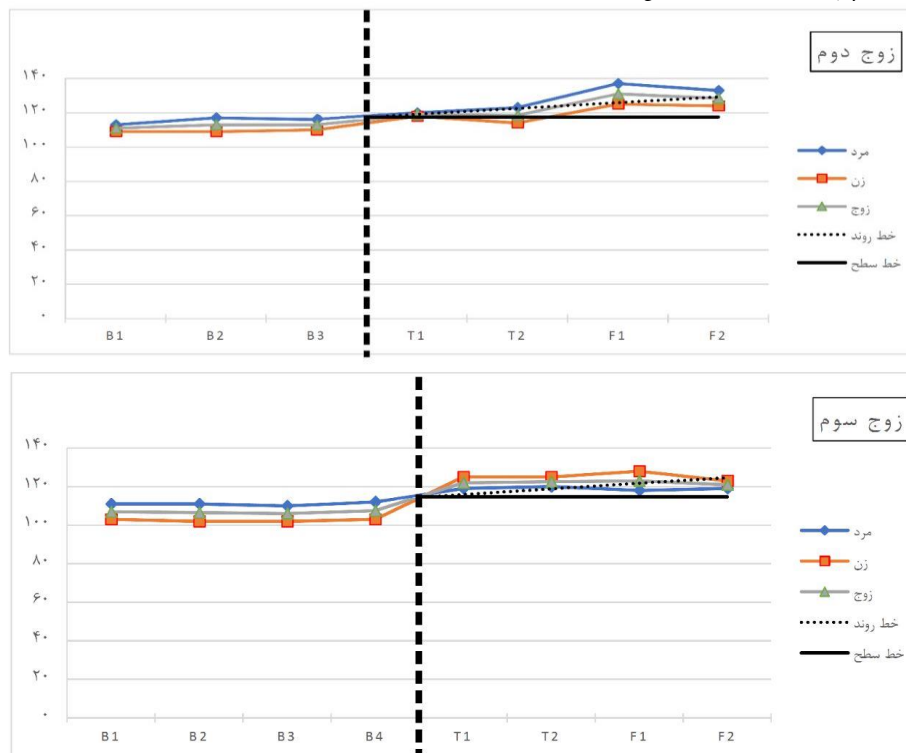 زوج دوم
۱۴۰
۱۲۰
۱۰۰
۸۰
۶۰
۴۰
۲۰
۰
B1 B2 B3 T1 T2 F1 F2
مرد
زن
زوج
خط روند
خط سطح
زوج سوم
۱۴۰
۱۲۰
۱۰۰
۸۰
۶۰
۴۰
۲۰
۰
B1 B2 B3 B4 T1 T2 F1 F2
مرد
زن
زوج
خط روند
خط سطح